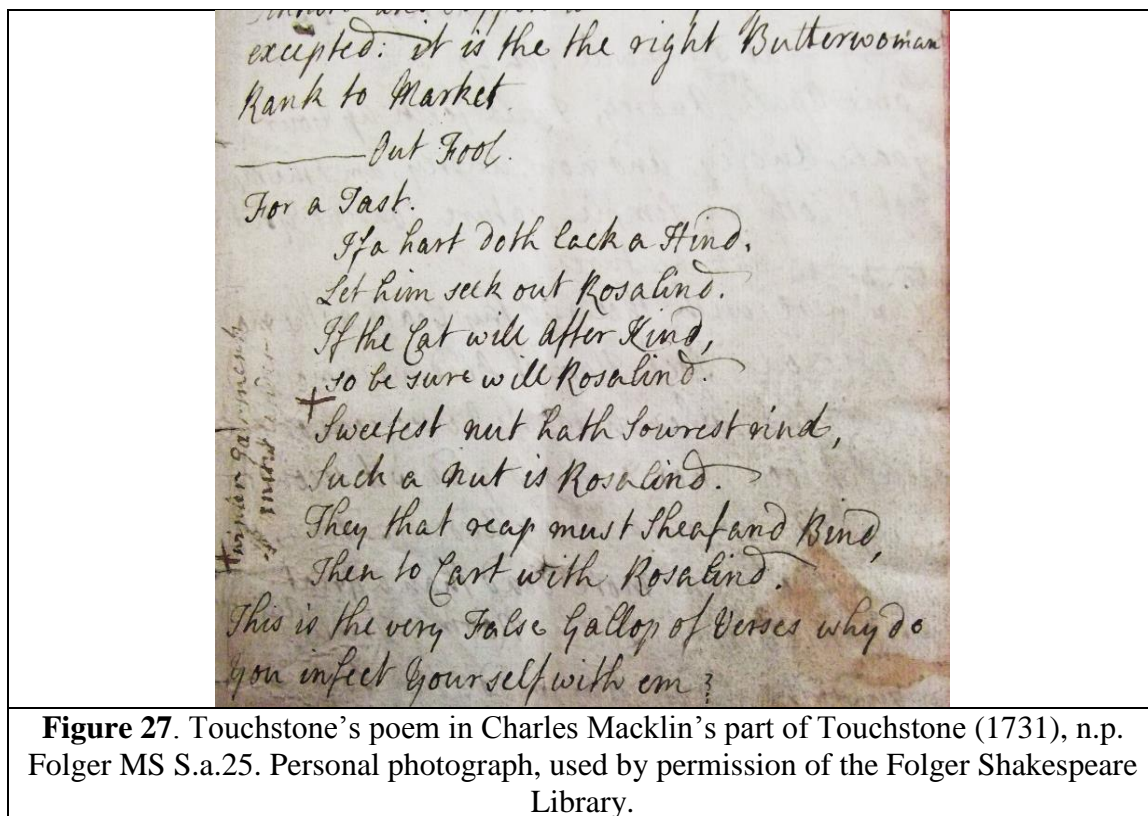 excepted: it is the the right Butterwoman
Rank to Market
Out Fool.
For a Tast.
If a hart doth lack a Hind,
Let him seek out Rosalind.
If the Cat will after Kind,
so be sure will Rosalind.
+
Sweetest nut hath Sowrest rind,
Such a Nut is Rosalind.
They that reap must Sheaf and Bind,
Then to Cart with Rosalind.
This is the very False Gallop of Verses why do
you infect yourself with em?
Figure 27. Touchstone’s poem in Charles Macklin’s part of Touchstone (1731), n.p.
Folger MS S.a.25. Personal photograph, used by permission of the Folger Shakespeare
Library.